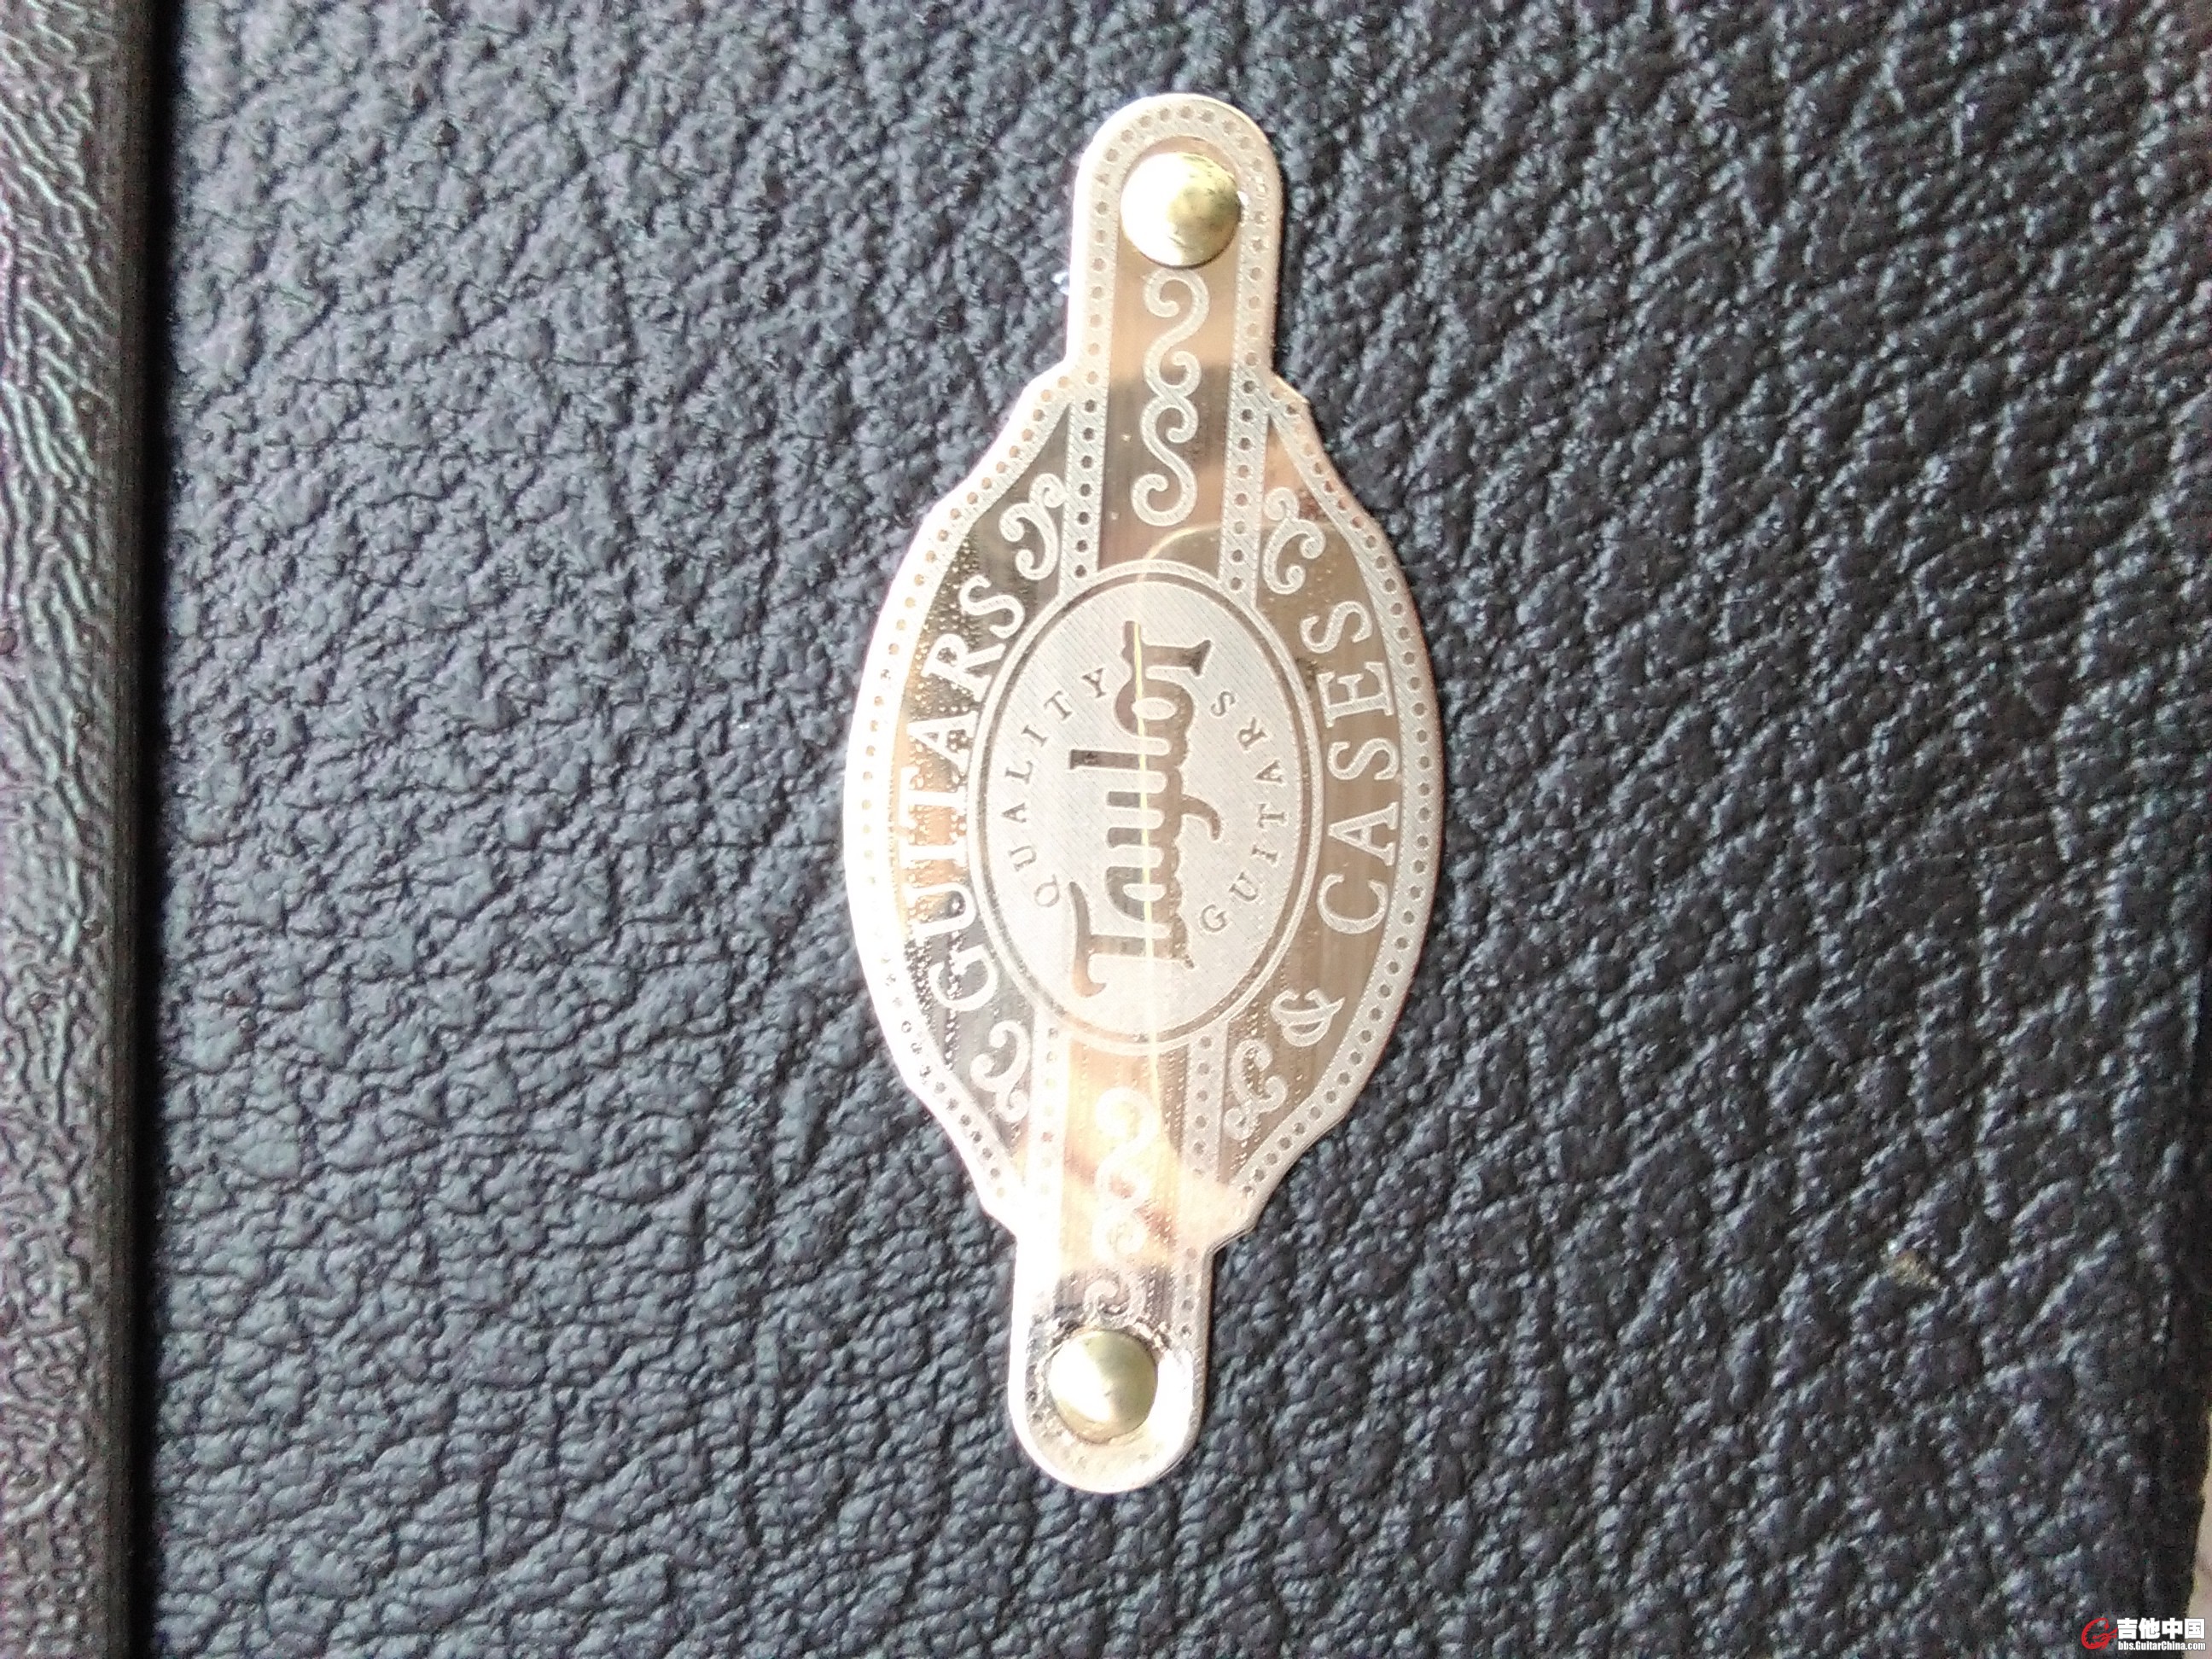 GUITARS
QUALITY
Taylor
GUITARS
& CASES
吉他中国
bbs.GuitarChina.com